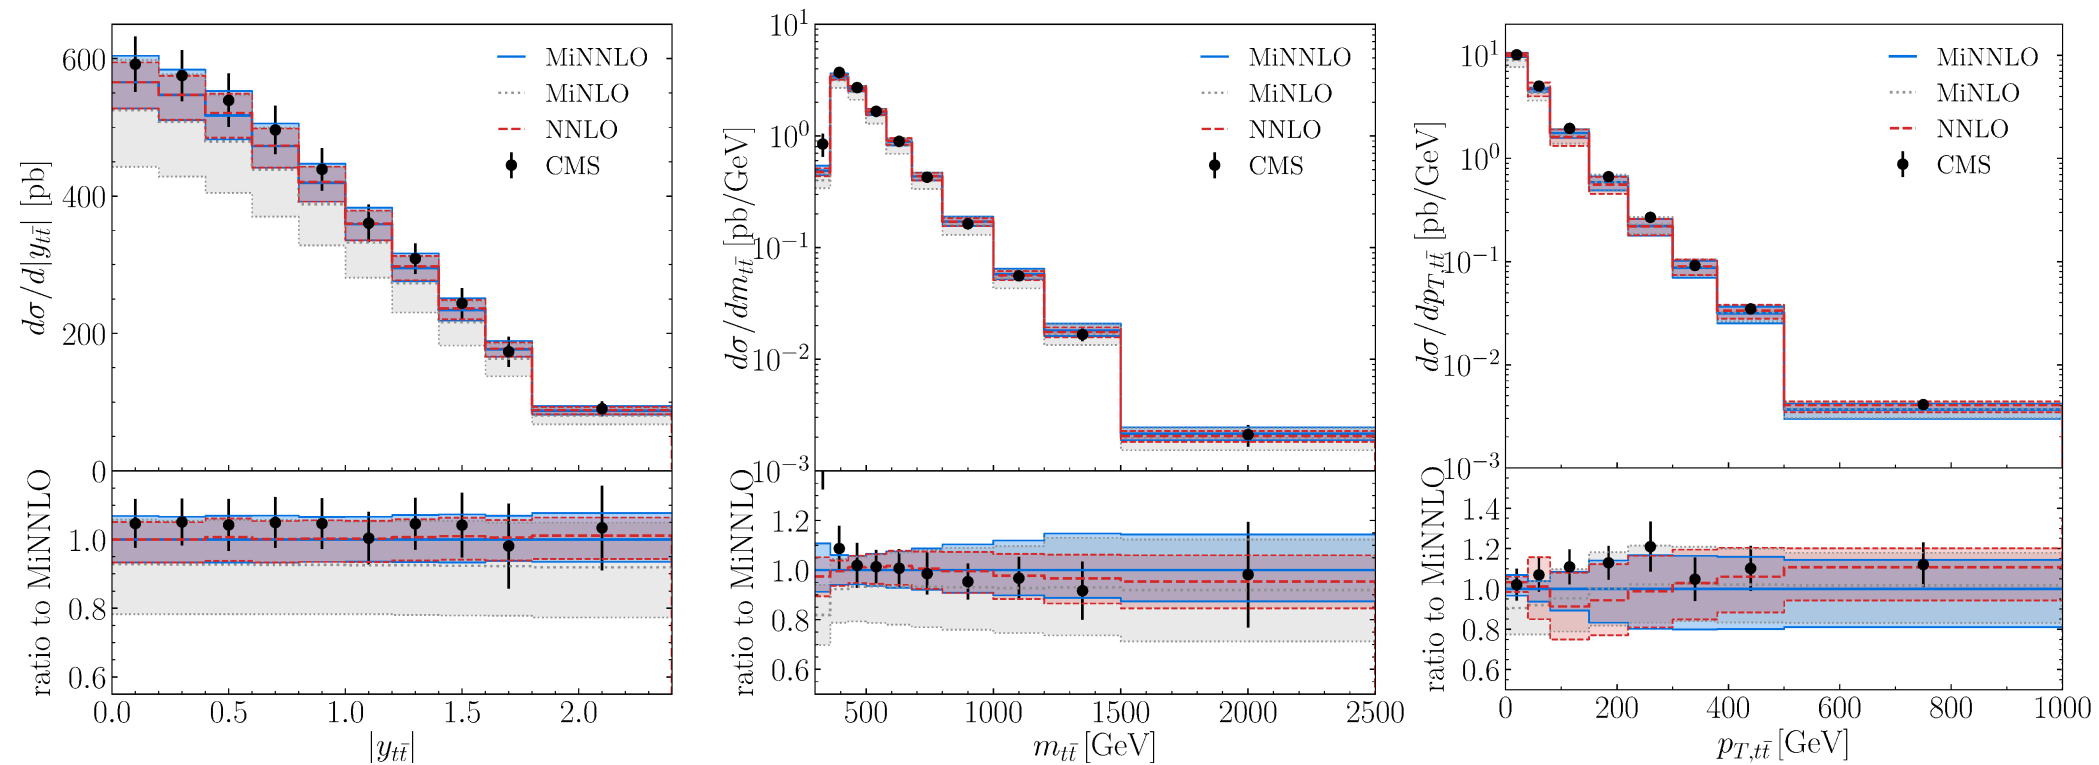 dσ/d|y_{tt̄}| [pb]
600
400
200
0
MiNNLO
MiNLO
NNLO
CMS
ratio to MiNNLO
1.0
0.8
0.6
0.0 0.5 1.0 1.5 2.0
|y_{tt̄}|
dσ/dm_{tt̄} [pb/GeV]
10^1
10^0
10^{−1}
10^{−2}
10^{−3}
MiNNLO
MiNLO
NNLO
CMS
ratio to MiNNLO
1.2
1.0
0.8
0.6
500 1000 1500 2000 2500
m_{tt̄} [GeV]
dσ/dp_{T,tt̄} [pb/GeV]
10^1
10^0
10^{−1}
10^{−2}
10^{−3}
MiNNLO
MiNLO
NNLO
CMS
ratio to MiNNLO
1.4
1.2
1.0
0.8
0.6
0 200 400 600 800 1000
p_{T,tt̄} [GeV]